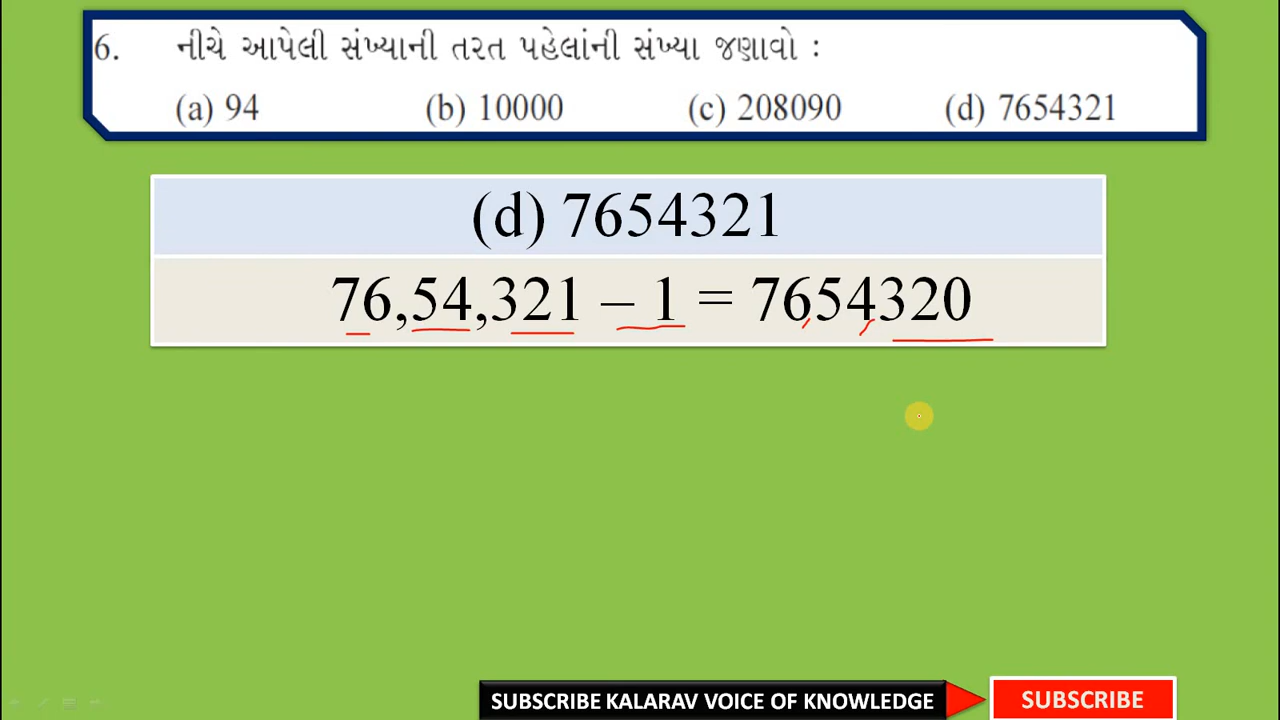 6. નીચે આપેલી સંખ્યાની તરત પહેલાંની સંખ્યા જણાવો :
(a) 94 (b) 10000 (c) 208090 (d) 7654321
(d) 7654321
76,54,321 – 1 = 7654320
SUBSCRIBE KALARAV VOICE OF KNOWLEDGE SUBSCRIBE